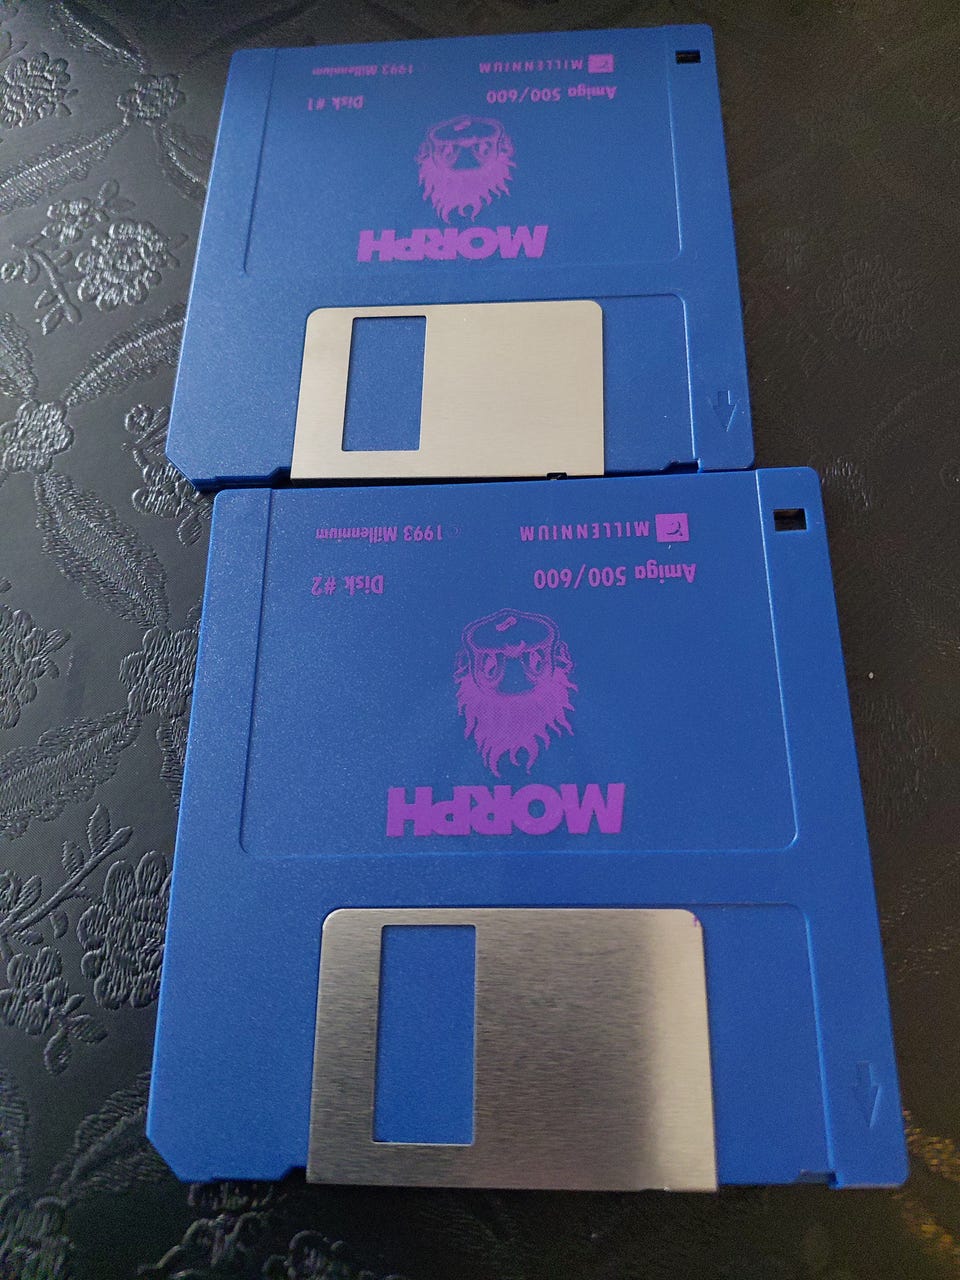 MORPH
Amiga 500/600 Disk #1
MILLENNIUM 1993 Millennium
MORPH
Amiga 500/600 Disk #2
MILLENNIUM ©1993 Millennium